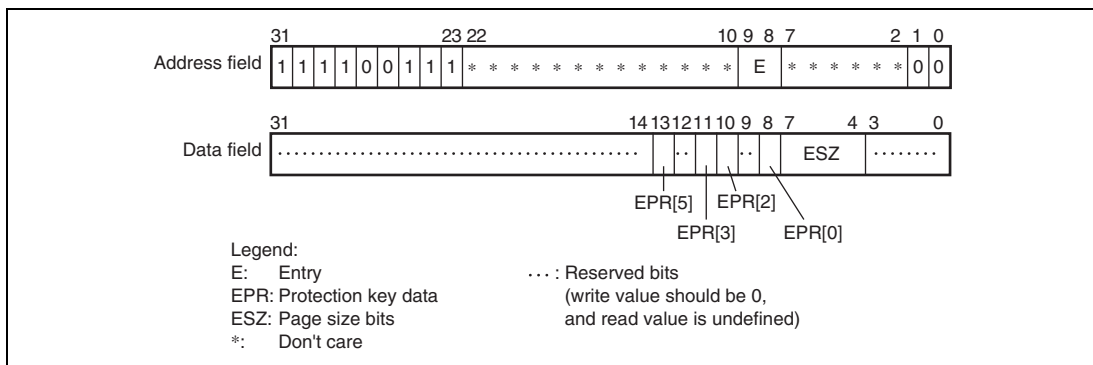 31 23 22 10 9 8 7 2 1 0
Address field 1 1 1 1 0 0 1 1 1 * * * * * * * * * * * * * E * * * * * * 0 0
31 14 13 12 11 10 9 8 7 4 3 0
Data field ·········································· ·· ·· ESZ ········
EPR[5] EPR[2]
EPR[3] EPR[0]
Legend:
E: Entry ··· : Reserved bits
EPR: Protection key data (write value should be 0,
ESZ: Page size bits and read value is undefined)
*: Don't care